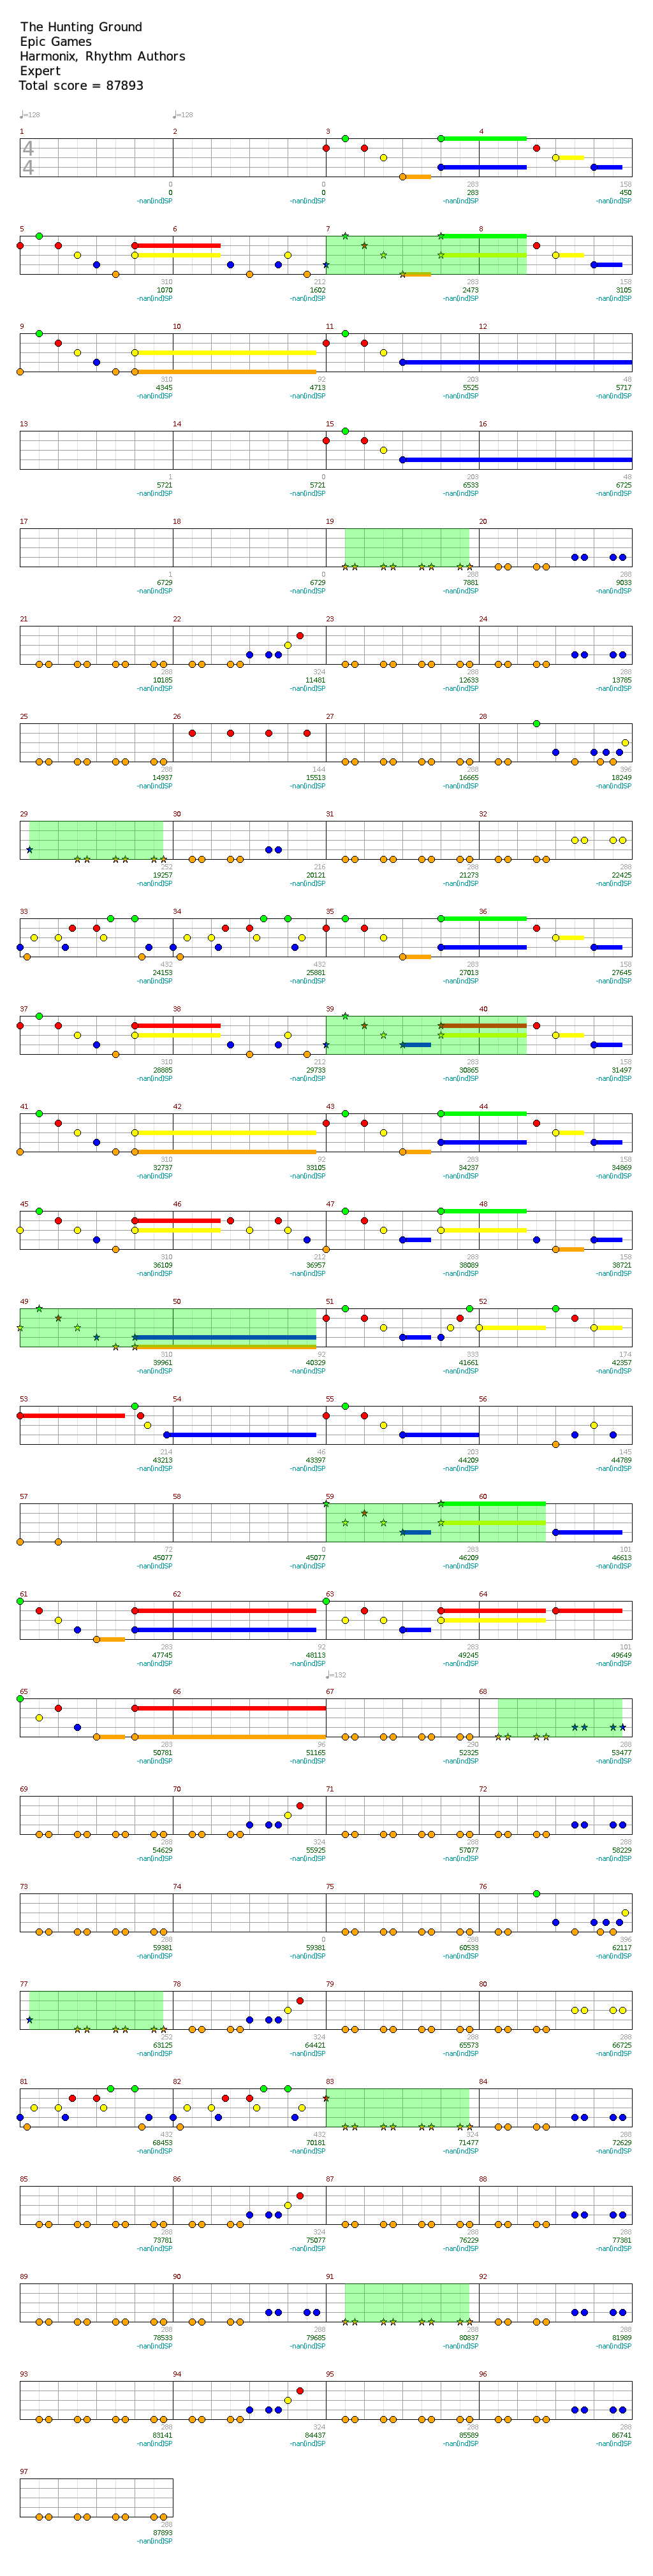 The Hunting Ground
Epic Games
Harmonix, Rhythm Authors
Expert
Total score = 87893
♩=128 ♩=128
1 2 3 4
4
4
0 0 283 158
0 0 283 450
-nan(ind)SP -nan(ind)SP -nan(ind)SP -nan(ind)SP
5 6 7 8
310 212 283 158
1070 1602 2473 3105
-nan(ind)SP -nan(ind)SP -nan(ind)SP -nan(ind)SP
9 10 11 12
310 92 203 48
4345 4713 5525 5717
-nan(ind)SP -nan(ind)SP -nan(ind)SP -nan(ind)SP
13 14 15 16
1 0 203 48
5721 5721 6533 6725
-nan(ind)SP -nan(ind)SP -nan(ind)SP -nan(ind)SP
17 18 19 20
1 0 288 288
6729 6729 7881 9033
-nan(ind)SP -nan(ind)SP -nan(ind)SP -nan(ind)SP
21 22 23 24
288 324 288 288
10185 11481 12633 13785
-nan(ind)SP -nan(ind)SP -nan(ind)SP -nan(ind)SP
25 26 27 28
288 144 288 396
14937 15513 16665 18249
-nan(ind)SP -nan(ind)SP -nan(ind)SP -nan(ind)SP
29 30 31 32
252 216 288 288
19257 20121 21273 22425
-nan(ind)SP -nan(ind)SP -nan(ind)SP -nan(ind)SP
33 34 35 36
432 432 283 158
24153 25881 27013 27645
-nan(ind)SP -nan(ind)SP -nan(ind)SP -nan(ind)SP
37 38 39 40
310 212 283 158
28885 29733 30865 31497
-nan(ind)SP -nan(ind)SP -nan(ind)SP -nan(ind)SP
41 42 43 44
310 92 283 158
32737 33105 34237 34869
-nan(ind)SP -nan(ind)SP -nan(ind)SP -nan(ind)SP
45 46 47 48
310 212 283 158
36109 36957 38089 38721
-nan(ind)SP -nan(ind)SP -nan(ind)SP -nan(ind)SP
49 50 51 52
310 92 333 174
39961 40329 41661 42357
-nan(ind)SP -nan(ind)SP -nan(ind)SP -nan(ind)SP
53 54 55 56
214 46 203 145
43213 43397 44209 44789
-nan(ind)SP -nan(ind)SP -nan(ind)SP -nan(ind)SP
57 58 59 60
72 0 283 101
45077 45077 46209 46613
-nan(ind)SP -nan(ind)SP -nan(ind)SP -nan(ind)SP
61 62 63 64
283 92 283 101
47745 48113 49245 49649
-nan(ind)SP -nan(ind)SP -nan(ind)SP -nan(ind)SP
♩=132
65 66 67 68
283 96 290 288
50781 51165 52325 53477
-nan(ind)SP -nan(ind)SP -nan(ind)SP -nan(ind)SP
69 70 71 72
288 324 288 288
54629 55925 57077 58229
-nan(ind)SP -nan(ind)SP -nan(ind)SP -nan(ind)SP
73 74 75 76
288 0 288 396
59381 59381 60533 62117
-nan(ind)SP -nan(ind)SP -nan(ind)SP -nan(ind)SP
77 78 79 80
252 324 288 288
63125 64421 65573 66725
-nan(ind)SP -nan(ind)SP -nan(ind)SP -nan(ind)SP
81 82 83 84
432 432 324 288
68453 70181 71477 72629
-nan(ind)SP -nan(ind)SP -nan(ind)SP -nan(ind)SP
85 86 87 88
288 324 288 288
73781 75077 76229 77381
-nan(ind)SP -nan(ind)SP -nan(ind)SP -nan(ind)SP
89 90 91 92
288 288 288 288
78533 79685 80837 81989
-nan(ind)SP -nan(ind)SP -nan(ind)SP -nan(ind)SP
93 94 95 96
288 324 288 288
83141 84437 85589 86741
-nan(ind)SP -nan(ind)SP -nan(ind)SP -nan(ind)SP
97
288
87893
-nan(ind)SP